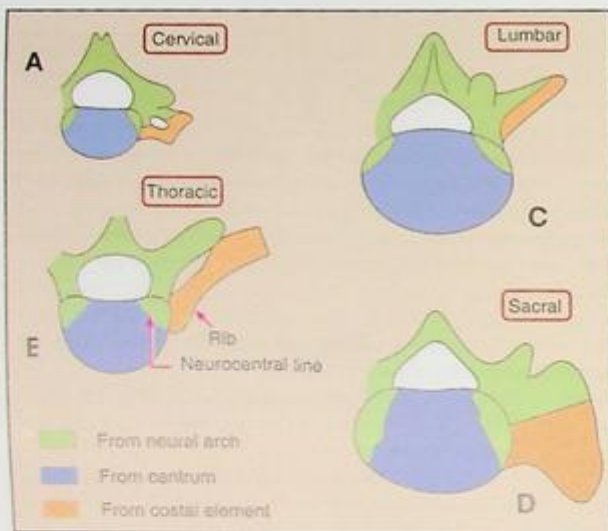 A
Cervical
Lumbar
C
Thoracic
E
Rib
Neurocentral line
Sacral
D
From neural arch
From centrum
From costal element